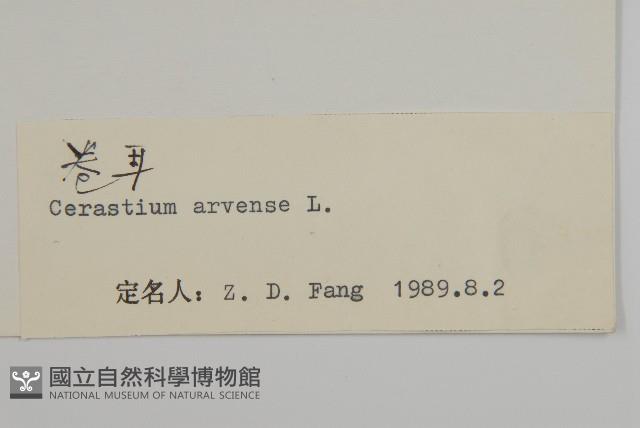 卷耳
Cerastium arvense L.
定名人: Z. D. Fang 1989.8.2
國立自然科學博物館
NATIONAL MUSEUM OF NATURAL SCIENCE